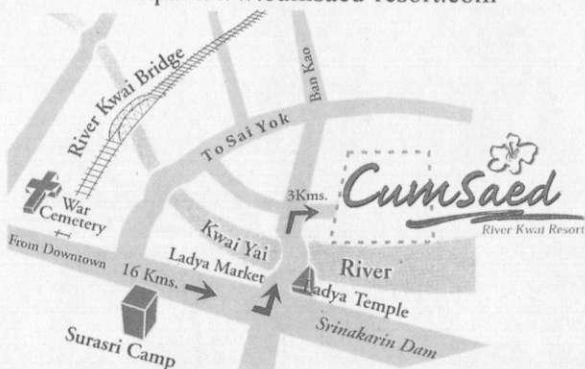 River Kwai Bridge
Ban Kao
To Sai Yok
War
Cemetery
3Kms.
Cumsaed
River Kwai Resort
From Downtown
16 Kms.
Kwai Yai
Ladya Market
River
Ladya Temple
Surasri Camp
Srinakarin Dam